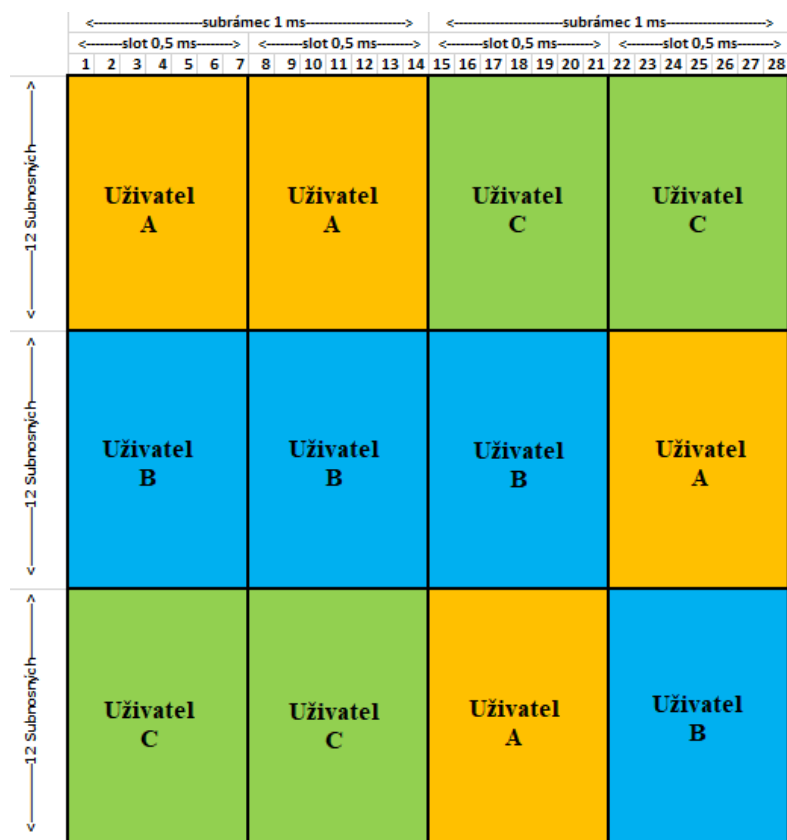 <-----------------------subrámec 1 ms-------------------> <-----------------------subrámec 1 ms------------------->
<--------slot 0,5 ms--------> <--------slot 0,5 ms--------> <--------slot 0,5 ms--------> <--------slot 0,5 ms-------->
1 2 3 4 5 6 7 8 9 10 11 12 13 14 15 16 17 18 19 20 21 22 23 24 25 26 27 28
<--------12 Subnosných-------->
Uživatel
A
Uživatel
A
Uživatel
C
Uživatel
C
<--------12 Subnosných-------->
Uživatel
B
Uživatel
B
Uživatel
B
Uživatel
A
<--------12 Subnosných-------->
Uživatel
C
Uživatel
C
Uživatel
A
Uživatel
B